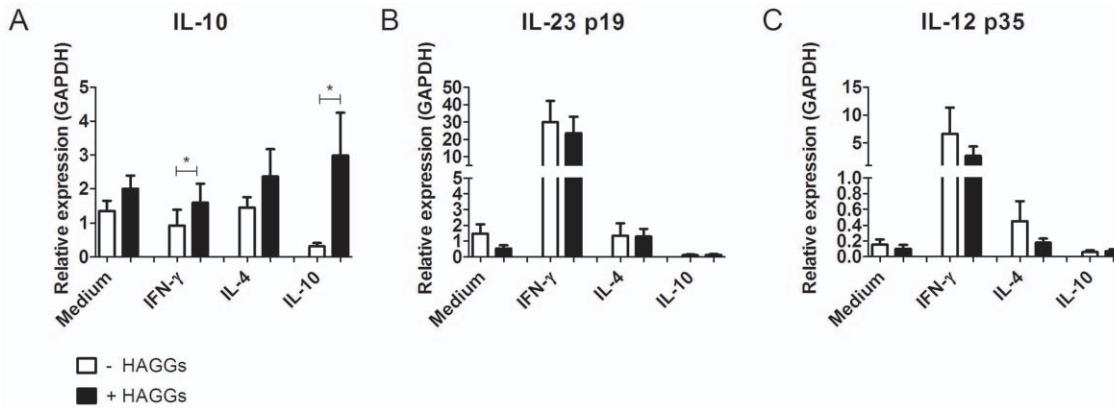 A
IL-10
Relative expression (GAPDH)
5
4
3
2
1
0
*
*
Medium
IFN-γ
IL-4
IL-10
B
IL-23 p19
Relative expression (GAPDH)
50
40
30
20
10
5
4
3
2
1
0
Medium
IFN-γ
IL-4
IL-10
C
IL-12 p35
Relative expression (GAPDH)
15
10
5
1.0
0.8
0.6
0.4
0.2
0.0
Medium
IFN-γ
IL-4
IL-10
- HAGGs
+ HAGGs